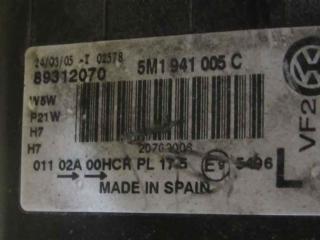 24/03/05 -T 02578
89312070 5M1 941 005 C
W5W
P21W
H7
H7
011 02A 00HCR PL 17.5 E9 5496
MADE IN SPAIN
L
VF2